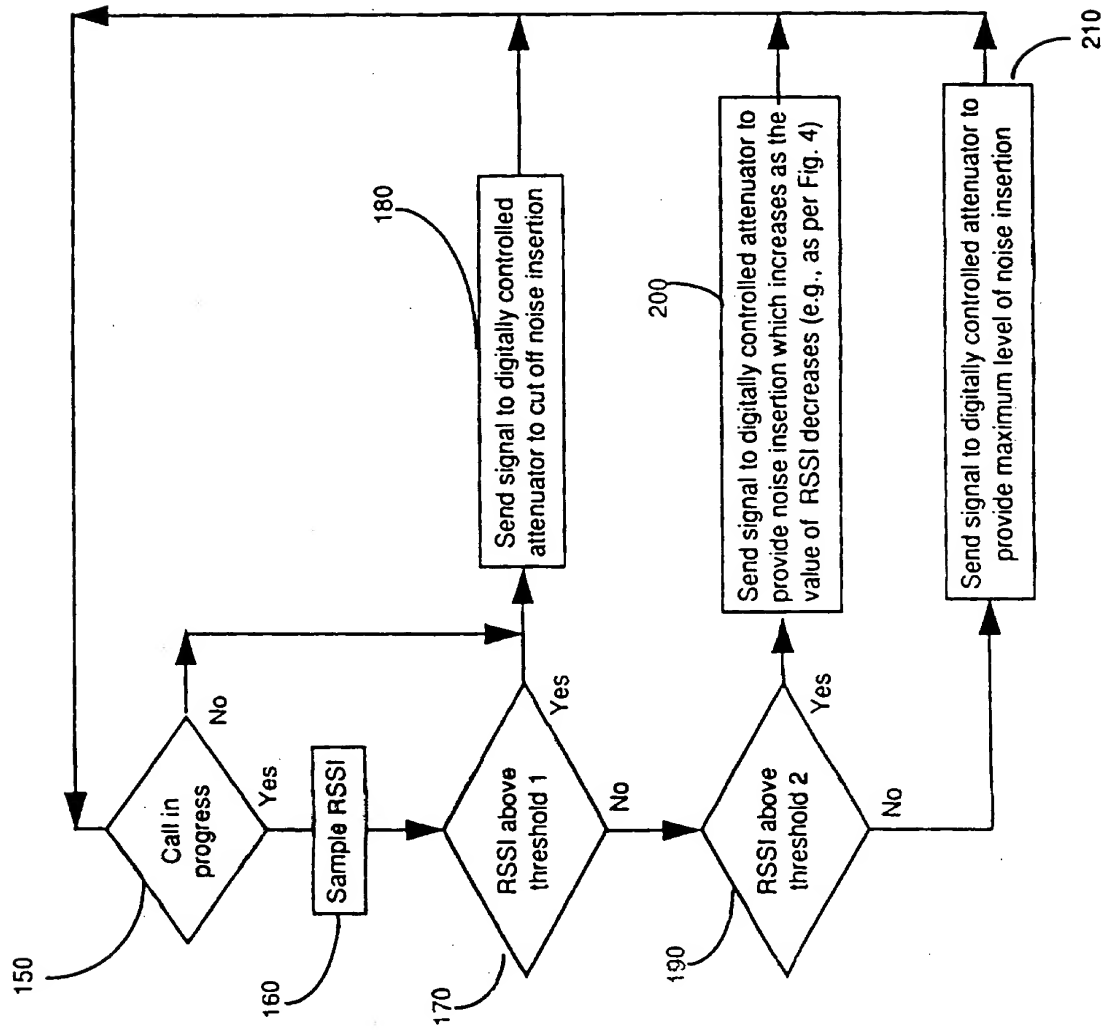 150
Call in
progress
No
Yes
160
Sample RSSI
170
RSSI above
threshold 1
Yes
No
180
Send signal to digitally controlled
attenuator to cut off noise insertion
190
RSSI above
threshold 2
Yes
No
200
Send signal to digitally controlled attenuator to
provide noise insertion which increases as the
value of RSSI decreases (e.g., as per Fig. 4)
210
Send signal to digitally controlled attenuator to
provide maximum level of noise insertion